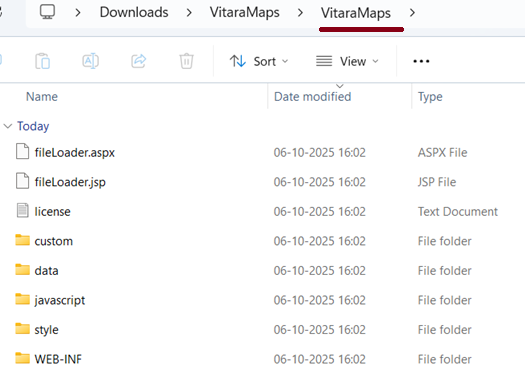 Downloads > VitaraMaps > VitaraMaps >
Sort View •••
Name Date modified Type
Today
fileLoader.aspx 06-10-2025 16:02 ASPX File
fileLoader.jsp 06-10-2025 16:02 JSP File
license 06-10-2025 16:02 Text Document
custom 06-10-2025 16:02 File folder
data 06-10-2025 16:02 File folder
javascript 06-10-2025 16:02 File folder
style 06-10-2025 16:02 File folder
WEB-INF 06-10-2025 16:02 File folder